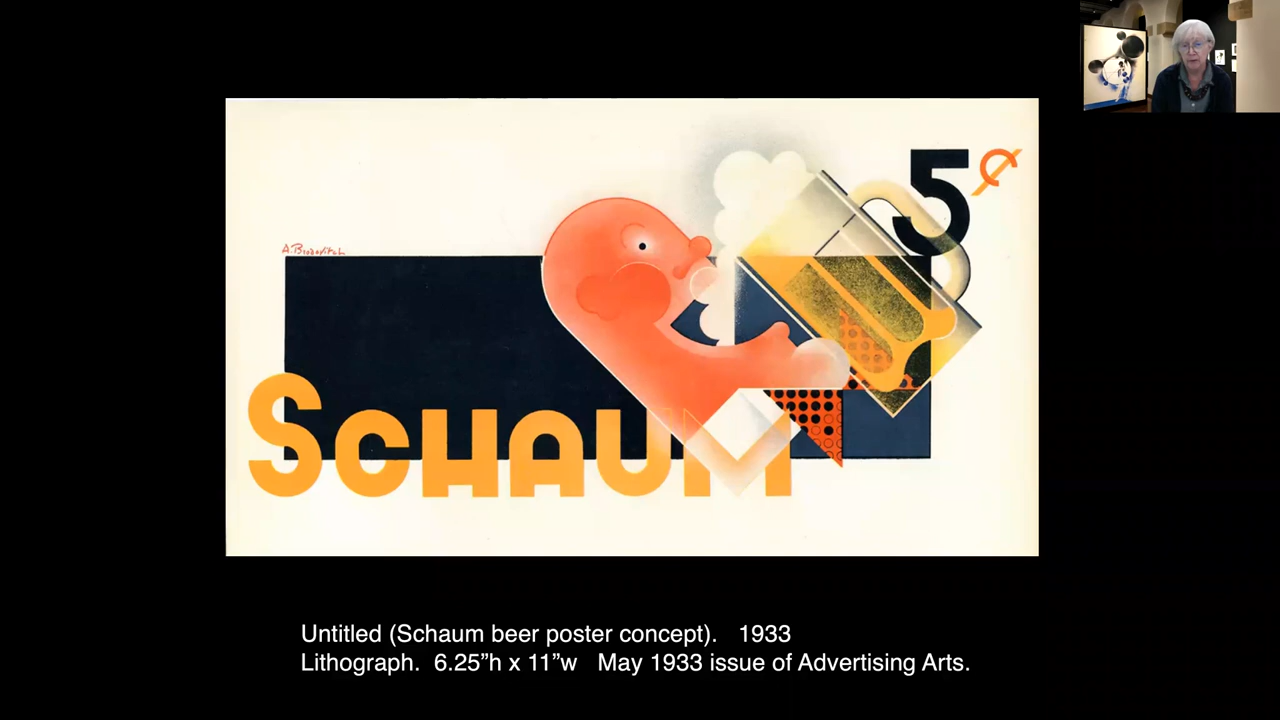 5¢
A. Brodovitch
SCHAUM
Untitled (Schaum beer poster concept).   1933
Lithograph.  6.25”h x 11”w   May 1933 issue of Advertising Arts.